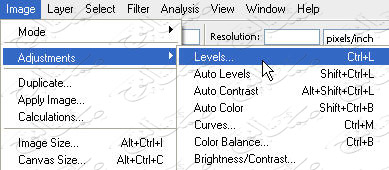 Image Layer Select Filter Analysis View Window Help
Mode
Resolution: pixels/inch
Adjustments
Levels... Ctrl+L
Auto Levels Shift+Ctrl+L
Duplicate...
Auto Contrast Alt+Shift+Ctrl+L
Apply Image...
Auto Color Shift+Ctrl+B
Calculations...
Curves... Ctrl+M
Image Size... Alt+Ctrl+I
Color Balance... Ctrl+B
Canvas Size... Alt+Ctrl+C
Brightness/Contrast...